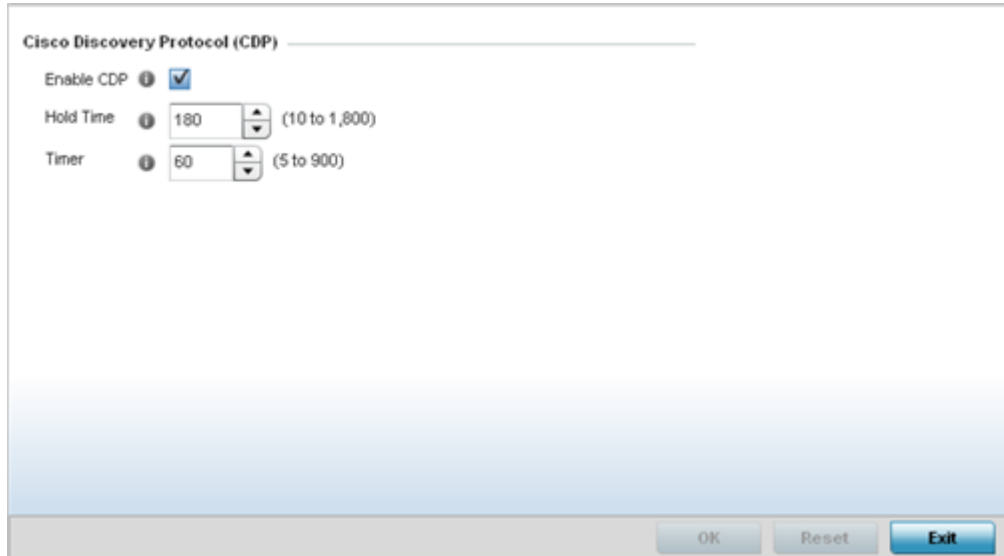 Cisco Discovery Protocol (CDP)
Enable CDP
Hold Time 180 (10 to 1,800)
Timer 60 (5 to 900)
OK Reset Exit